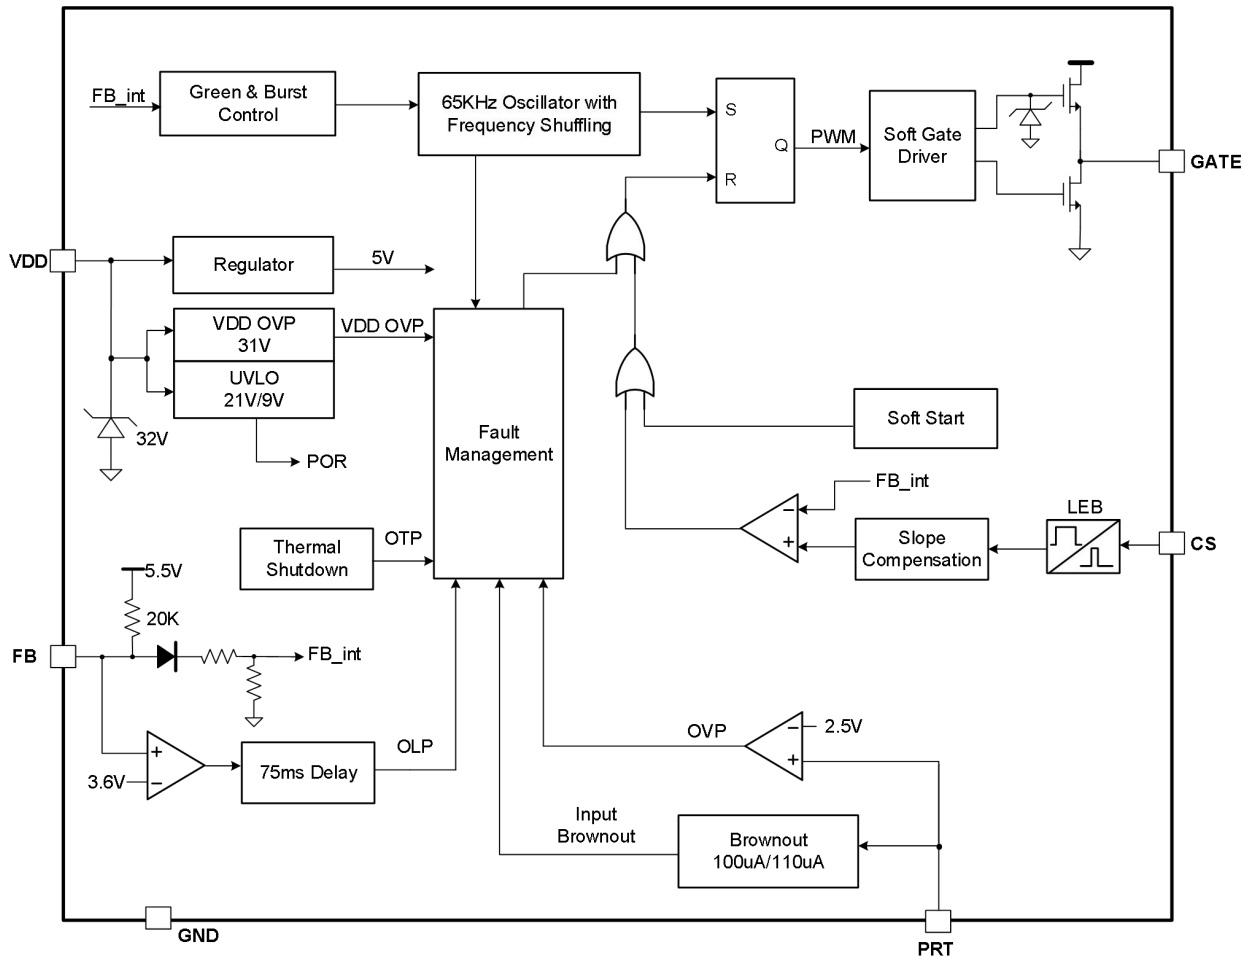 FB_int
Green & Burst
Control
65KHz Oscillator with
Frequency Shuffling
S
R
Q
PWM
Soft Gate
Driver
GATE
VDD
Regulator
5V
VDD OVP
31V
VDD OVP
UVLO
21V/9V
32V
POR
Fault
Management
Soft Start
FB_int
−
+
Slope
Compensation
LEB
CS
Thermal
Shutdown
OTP
5.5V
20K
FB
FB_int
+
−
3.6V
75ms Delay
OLP
OVP
−
+
2.5V
Input
Brownout
Brownout
100uA/110uA
GND
PRT